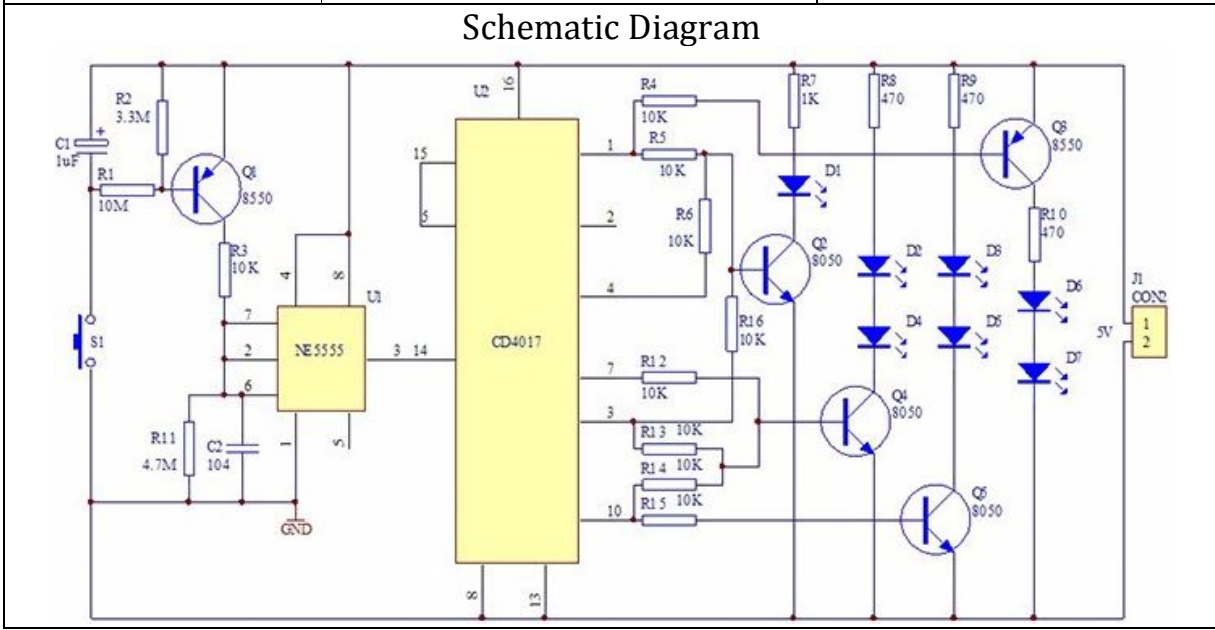 Schematic Diagram
R2
3.3M
C1
+
1uF
R1
10M
Q1
8550
R3
10K
S1
R11
4.7M
C2
104
GND
4
8
U1
7
2
6
NE5555
3
1
5
U2
16
15
5
14
CD4017
8
13
1
2
4
7
3
10
R4
10K
R5
10K
R6
10K
R16
10K
R12
10K
R13 10K
R14 10K
R15 10K
R7
1K
D1
Q2
8050
R8
470
D2
D4
Q4
8050
R9
470
D3
D5
Q5
8050
Q3
8550
R10
470
D6
D7
J1
CON2
5V
1
2